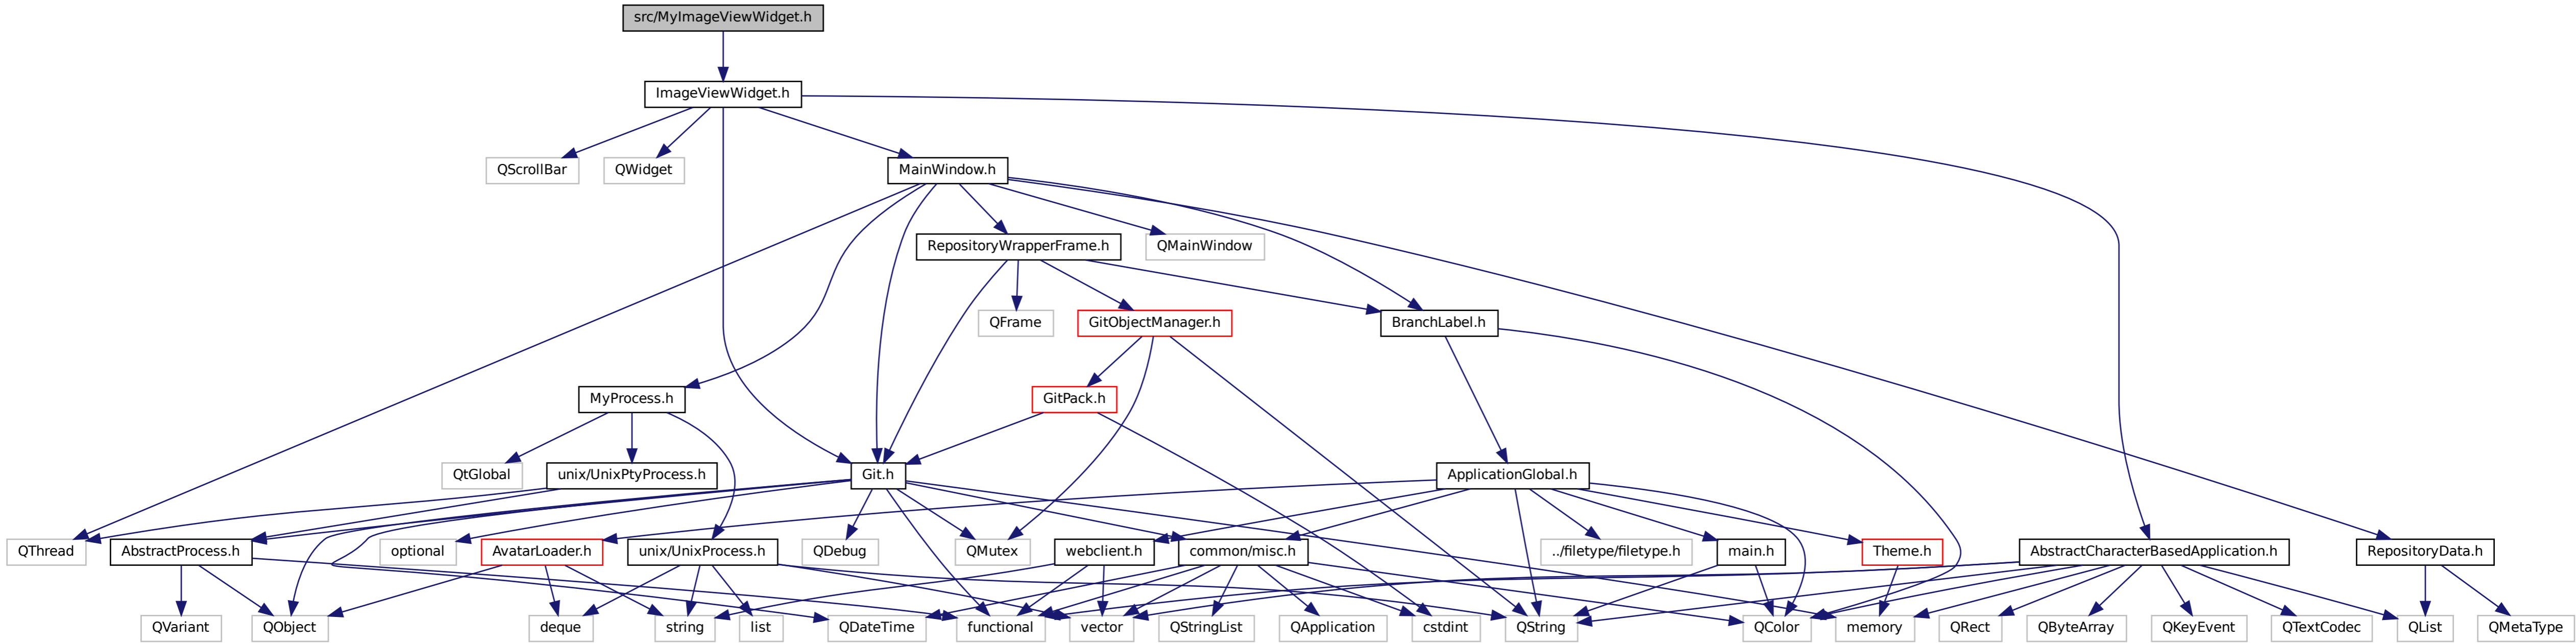 src/MyImageViewWidget.h
ImageViewWidget.h
QScrollBar
QWidget
MainWindow.h
RepositoryWrapperFrame.h
QMainWindow
QFrame
GitObjectManager.h
BranchLabel.h
MyProcess.h
GitPack.h
QtGlobal
unix/UnixPtyProcess.h
Git.h
ApplicationGlobal.h
QThread
AbstractProcess.h
optional
AvatarLoader.h
unix/UnixProcess.h
QDebug
QMutex
webclient.h
common/misc.h
../filetype/filetype.h
main.h
Theme.h
AbstractCharacterBasedApplication.h
RepositoryData.h
QVariant
QObject
deque
string
list
QDateTime
functional
vector
QStringList
QApplication
cstdint
QString
QColor
memory
QRect
QByteArray
QKeyEvent
QTextCodec
QList
QMetaType